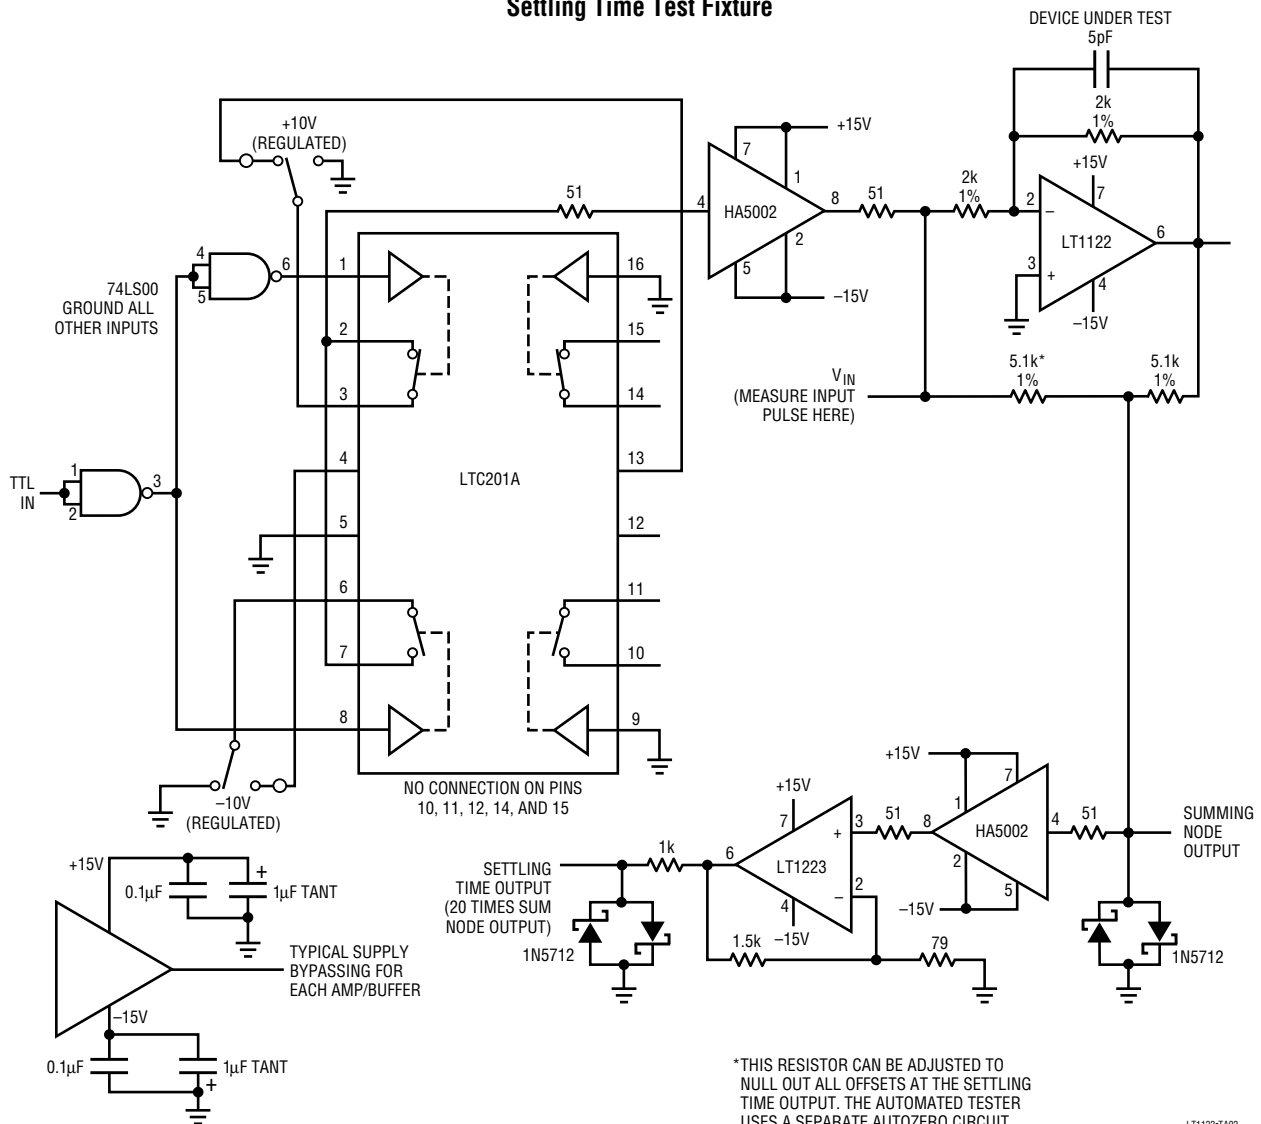 Settling Time Test Fixture
DEVICE UNDER TEST
5pF
2k
1%
+15V
7
2
–
LT1122
6
3
+
4
–15V
+10V
(REGULATED)
51
4
7
+15V
1
HA5002
8
2
5
–15V
51
2k
1%
74LS00
GROUND ALL
OTHER INPUTS
4
5
6
1
2
3
4
5
6
7
8
16
15
14
13
12
11
10
9
LTC201A
TTL
IN
1
2
3
VIN
(MEASURE INPUT
PULSE HERE)
5.1k*
1%
5.1k
1%
–10V
(REGULATED)
NO CONNECTION ON PINS
10, 11, 12, 14, AND 15
+15V
7
1
8
HA5002
4
51
2
5
–15V
SUMMING
NODE
OUTPUT
1N5712
51
+15V
7
3
+
LT1223
6
2
–
4
–15V
1k
1.5k
79
SETTLING
TIME OUTPUT
(20 TIMES SUM
NODE OUTPUT)
1N5712
+15V
0.1µF
+
1µF TANT
TYPICAL SUPPLY
BYPASSING FOR
EACH AMP/BUFFER
–15V
0.1µF
1µF TANT
+
*THIS RESISTOR CAN BE ADJUSTED TO
NULL OUT ALL OFFSETS AT THE SETTLING
TIME OUTPUT. THE AUTOMATED TESTER
USES A SEPARATE AUTOZERO CIRCUIT
LT1122•TA02